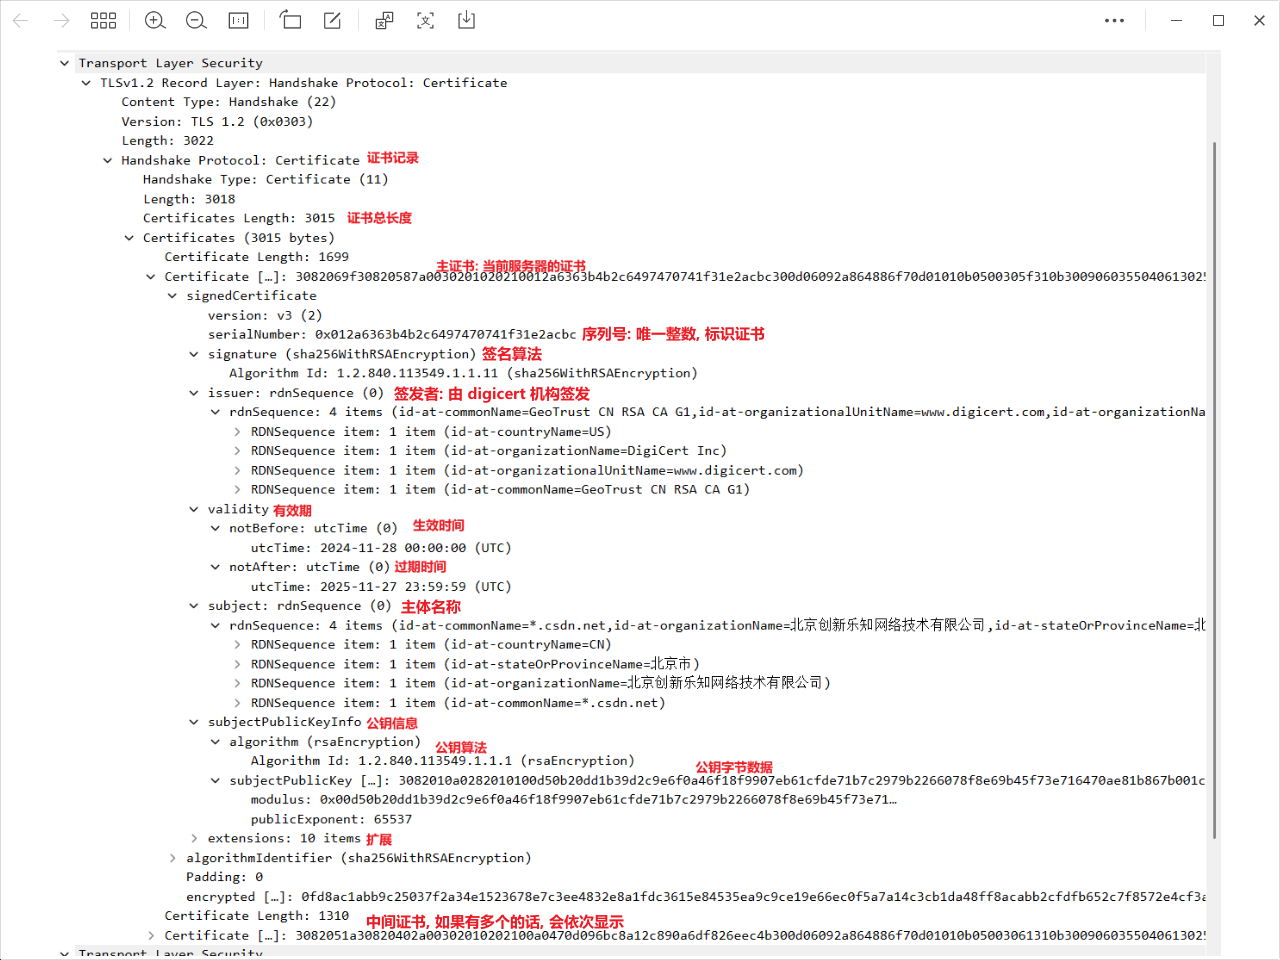 Transport Layer Security
TLSv1.2 Record Layer: Handshake Protocol: Certificate
Content Type: Handshake (22)
Version: TLS 1.2 (0x0303)
Length: 3022
Handshake Protocol: Certificate 证书记录
Handshake Type: Certificate (11)
Length: 3018
Certificates Length: 3015 证书总长度
Certificates (3015 bytes)
Certificate Length: 1699
主证书: 当前服务器的证书
Certificate […]: 3082069f30820587a003020102021001​2a6363b4b2c6497470741f31e2acbc300d06092a864886f70d01010b0500305f310b3009060355040613025
signedCertificate
version: v3 (2)
serialNumber: 0x012a6363b4b2c6497470741f31e2acbc 序列号: 唯一整数, 标识证书
signature (sha256WithRSAEncryption) 签名算法
Algorithm Id: 1.2.840.113549.1.1.11 (sha256WithRSAEncryption)
issuer: rdnSequence (0) 签发者: 由 digicert 机构签发
rdnSequence: 4 items (id-at-commonName=GeoTrust CN RSA CA G1,id-at-organizationalUnitName=www.digicert.com,id-at-organizationNa
RDNSequence item: 1 item (id-at-countryName=US)
RDNSequence item: 1 item (id-at-organizationName=DigiCert Inc)
RDNSequence item: 1 item (id-at-organizationalUnitName=www.digicert.com)
RDNSequence item: 1 item (id-at-commonName=GeoTrust CN RSA CA G1)
validity 有效期
notBefore: utcTime (0) 生效时间
utcTime: 2024-11-28 00:00:00 (UTC)
notAfter: utcTime (0) 过期时间
utcTime: 2025-11-27 23:59:59 (UTC)
subject: rdnSequence (0) 主体名称
rdnSequence: 4 items (id-at-commonName=*.csdn.net,id-at-organizationName=北京创新乐知网络技术有限公司,id-at-stateOrProvinceName=北
RDNSequence item: 1 item (id-at-countryName=CN)
RDNSequence item: 1 item (id-at-stateOrProvinceName=北京市)
RDNSequence item: 1 item (id-at-organizationName=北京创新乐知网络技术有限公司)
RDNSequence item: 1 item (id-at-commonName=*.csdn.net)
subjectPublicKeyInfo 公钥信息
algorithm (rsaEncryption) 公钥算法
Algorithm Id: 1.2.840.113549.1.1.1 (rsaEncryption)
公钥字节数据
subjectPublicKey […]: 3082010a0282010100d50b20dd1b39d2c9e6f0a46f18f9907eb61cfde71b7c2979b2266078f8e69b45f73e716470ae81b867b001c
modulus: 0x00d50b20dd1b39d2c9e6f0a46f18f9907eb61cfde71b7c2979b2266078f8e69b45f73e71…
publicExponent: 65537
extensions: 10 items 扩展
algorithmIdentifier (sha256WithRSAEncryption)
Padding: 0
encrypted […]: 0fd8ac1abb9c25037f2a34e1523678e7c3ee4832e8a1fdc3615e84535ea9c9ce19e66ec0f5a7a14c3cb1da48ff8acabb2cfdfb652c7f8572e4cf3a
Certificate Length: 1310 中间证书, 如果有多个的话, 会依次显示
Certificate […]: 3082051a30820402a00302010202100a0470d096bc8a12c890a6df826eec4b300d06092a864886f70d01010b05003061310b3009060355040613025
Transport Layer Security